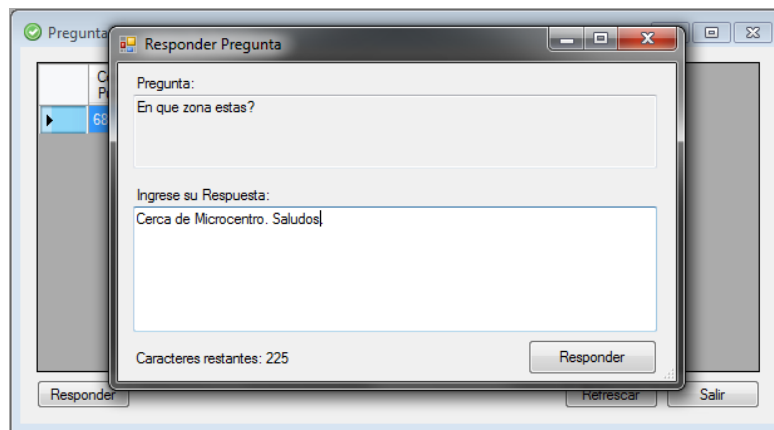 Pregunta
Responder Pregunta
Pregunta:
En que zona estas?
Ingrese su Respuesta:
Cerca de Microcentro. Saludos.
Caracteres restantes: 225
Responder
68
Responder
Refrescar
Salir